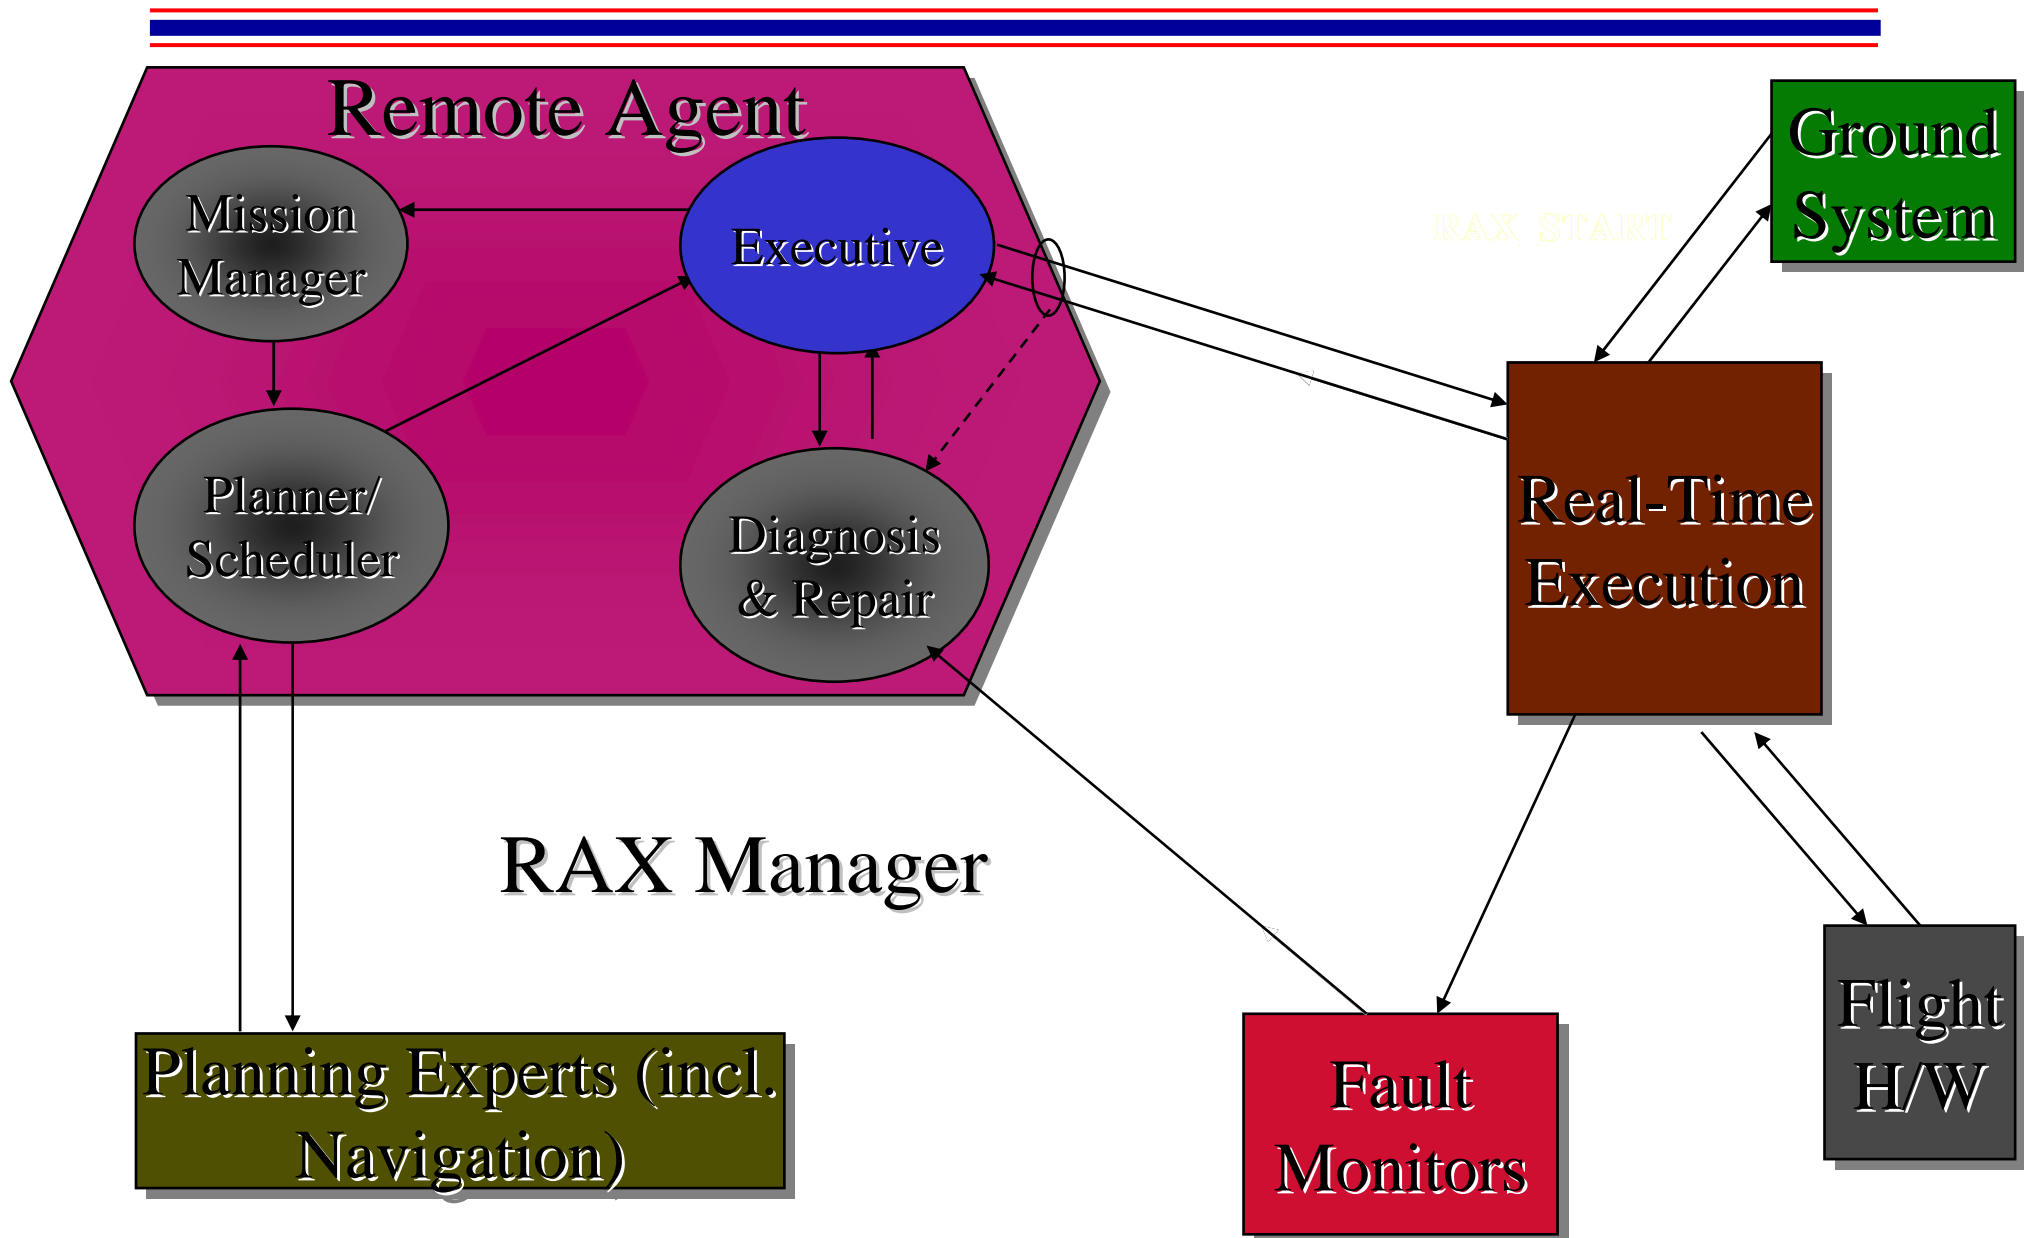 Remote Agent
Mission
Manager
Executive
Planner/
Scheduler
Diagnosis
& Repair
RAX START
Ground
System
Real-Time
Execution
RAX Manager
Planning Experts (incl.
Navigation)
Fault
Monitors
Flight
H/W